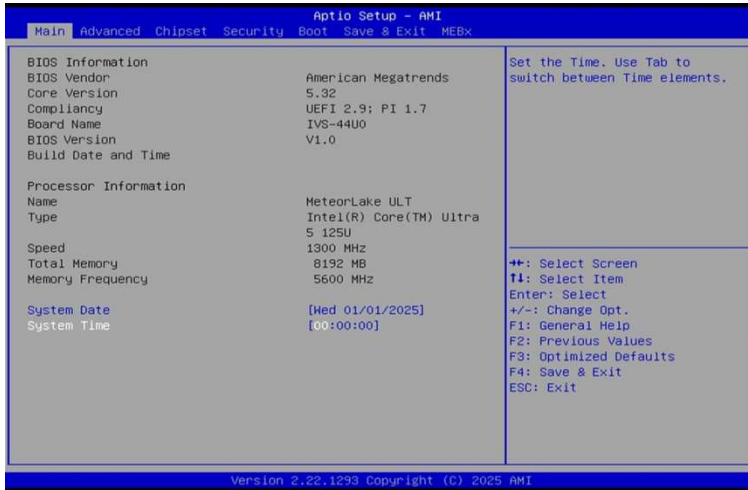 Aptio Setup - AMI
Main Advanced Chipset Security Boot Save & Exit MEBx
BIOS Information
BIOS Vendor American Megatrends
Core Version 5.32
Compliancy UEFI 2.9; PI 1.7
Board Name IVS-44U0
BIOS Version V1.0
Build Date and Time
Processor Information
Name MeteorLake ULT
Type Intel(R) Core(TM) Ultra
5 125U
Speed 1300 MHz
Total Memory 8192 MB
Memory Frequency 5600 MHz
System Date [Wed 01/01/2025]
System Time [00:00:00]
Set the Time. Use Tab to
switch between Time elements.
→←: Select Screen
↑↓: Select Item
Enter: Select
+/-: Change Opt.
F1: General Help
F2: Previous Values
F3: Optimized Defaults
F4: Save & Exit
ESC: Exit
Version 2.22.1293 Copyright (C) 2025 AMI